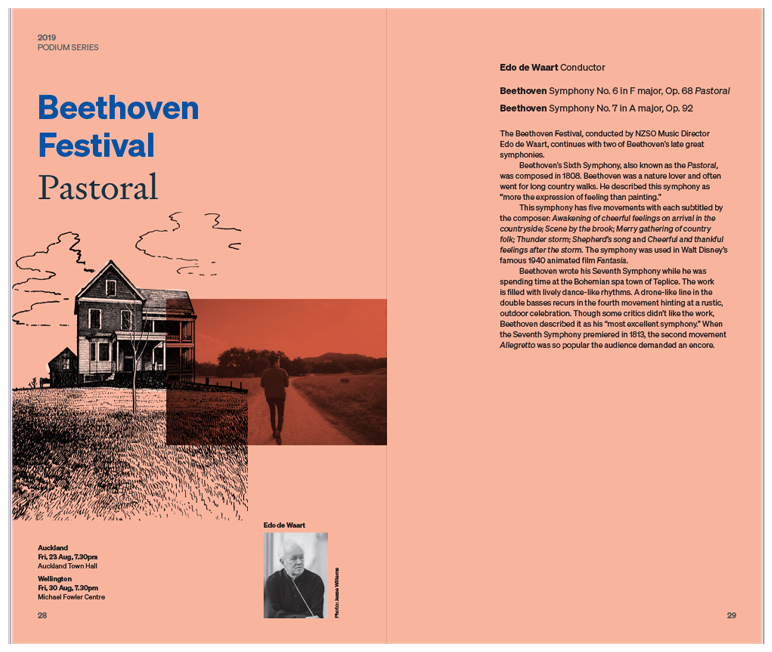 2019
PODIUM SERIES
Beethoven
Festival
Pastoral
Edo de Waart
Photo: Jesse Willems
Auckland
Fri, 23 Aug, 7.30pm
Auckland Town Hall
Wellington
Fri, 30 Aug, 7.30pm
Michael Fowler Centre
28
Edo de Waart Conductor
Beethoven Symphony No. 6 in F major, Op. 68 Pastoral
Beethoven Symphony No. 7 in A major, Op. 92
The Beethoven Festival, conducted by NZSO Music Director
Edo de Waart, continues with two of Beethoven's late great
symphonies.
Beethoven's Sixth Symphony, also known as the Pastoral,
was composed in 1808. Beethoven was a nature lover and often
went for long country walks. He described this symphony as
“more the expression of feeling than painting.”
This symphony has five movements with each subtitled by
the composer: Awakening of cheerful feelings on arrival in the
countryside; Scene by the brook; Merry gathering of country
folk; Thunder storm; Shepherd's song and Cheerful and thankful
feelings after the storm. The symphony was used in Walt Disney's
famous 1940 animated film Fantasia.
Beethoven wrote his Seventh Symphony while he was
spending time at the Bohemian spa town of Teplice. The work
is filled with lively dance-like rhythms. A drone-like line in the
double basses recurs in the fourth movement hinting at a rustic,
outdoor celebration. Though some critics didn't like the work,
Beethoven described it as his “most excellent symphony.” When
the Seventh Symphony premiered in 1813, the second movement
Allegretto was so popular the audience demanded an encore.
29